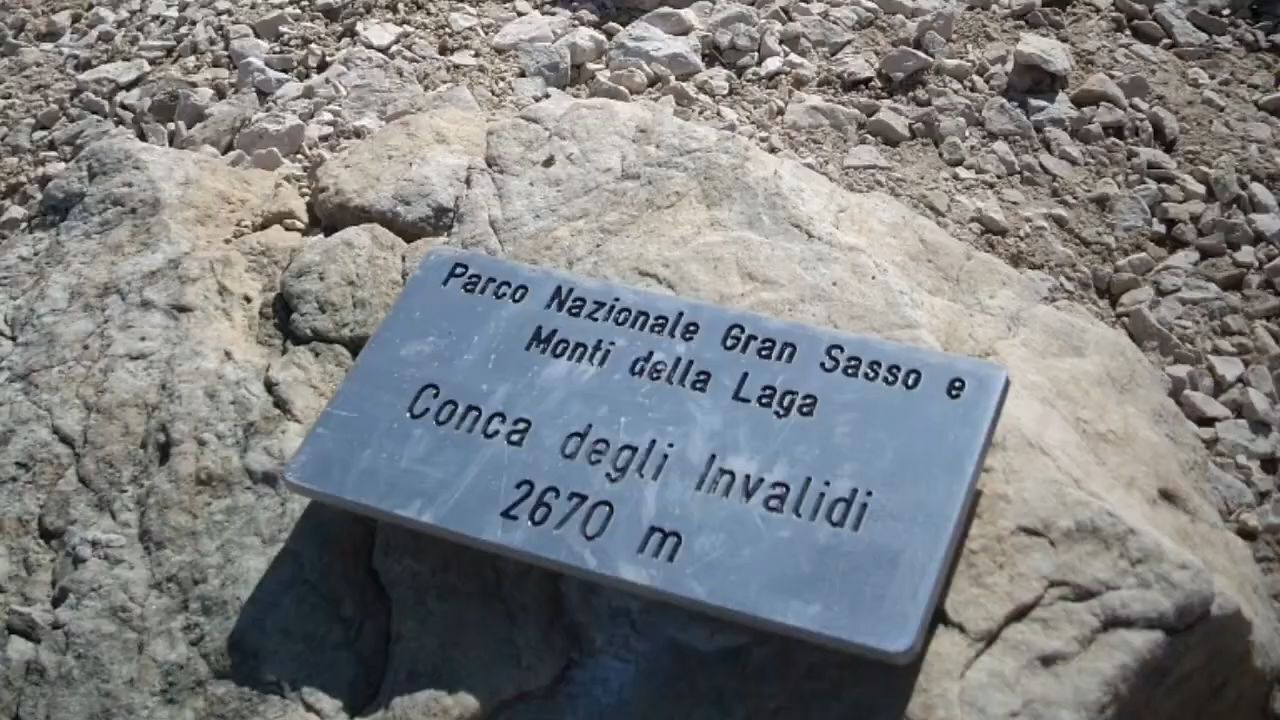 Parco Nazionale Gran Sasso e
Monti della Laga
Conca degli Invalidi
2670 m